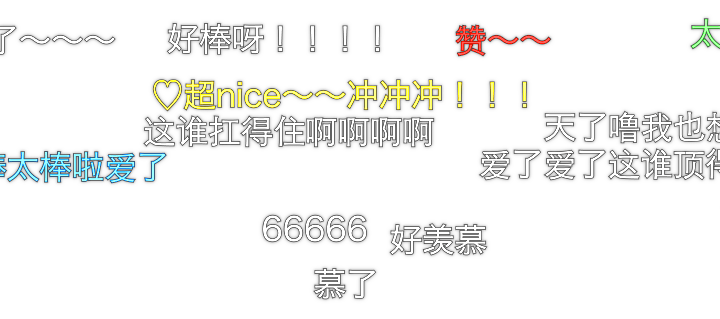 了～～～ 好棒呀！！！！ 赞～～ 太
♡超nice～～冲冲冲！！！
这谁扛得住啊啊啊啊 天了噜我也想
棒太棒啦爱了 爱了爱了这谁顶得
66666 好羡慕
慕了